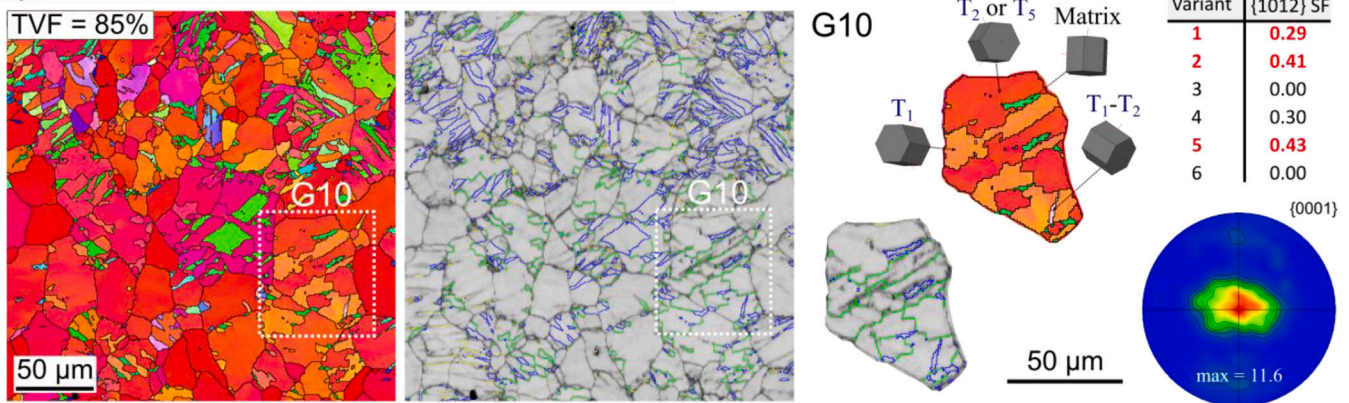 TVF = 85%
G10
50 µm
G10
G10
T₂ or T₅
Matrix
T₁
T₁-T₂
50 µm
Variant {1012} SF
1 0.29
2 0.41
3 0.00
4 0.30
5 0.43
6 0.00
{0001}
max = 11.6